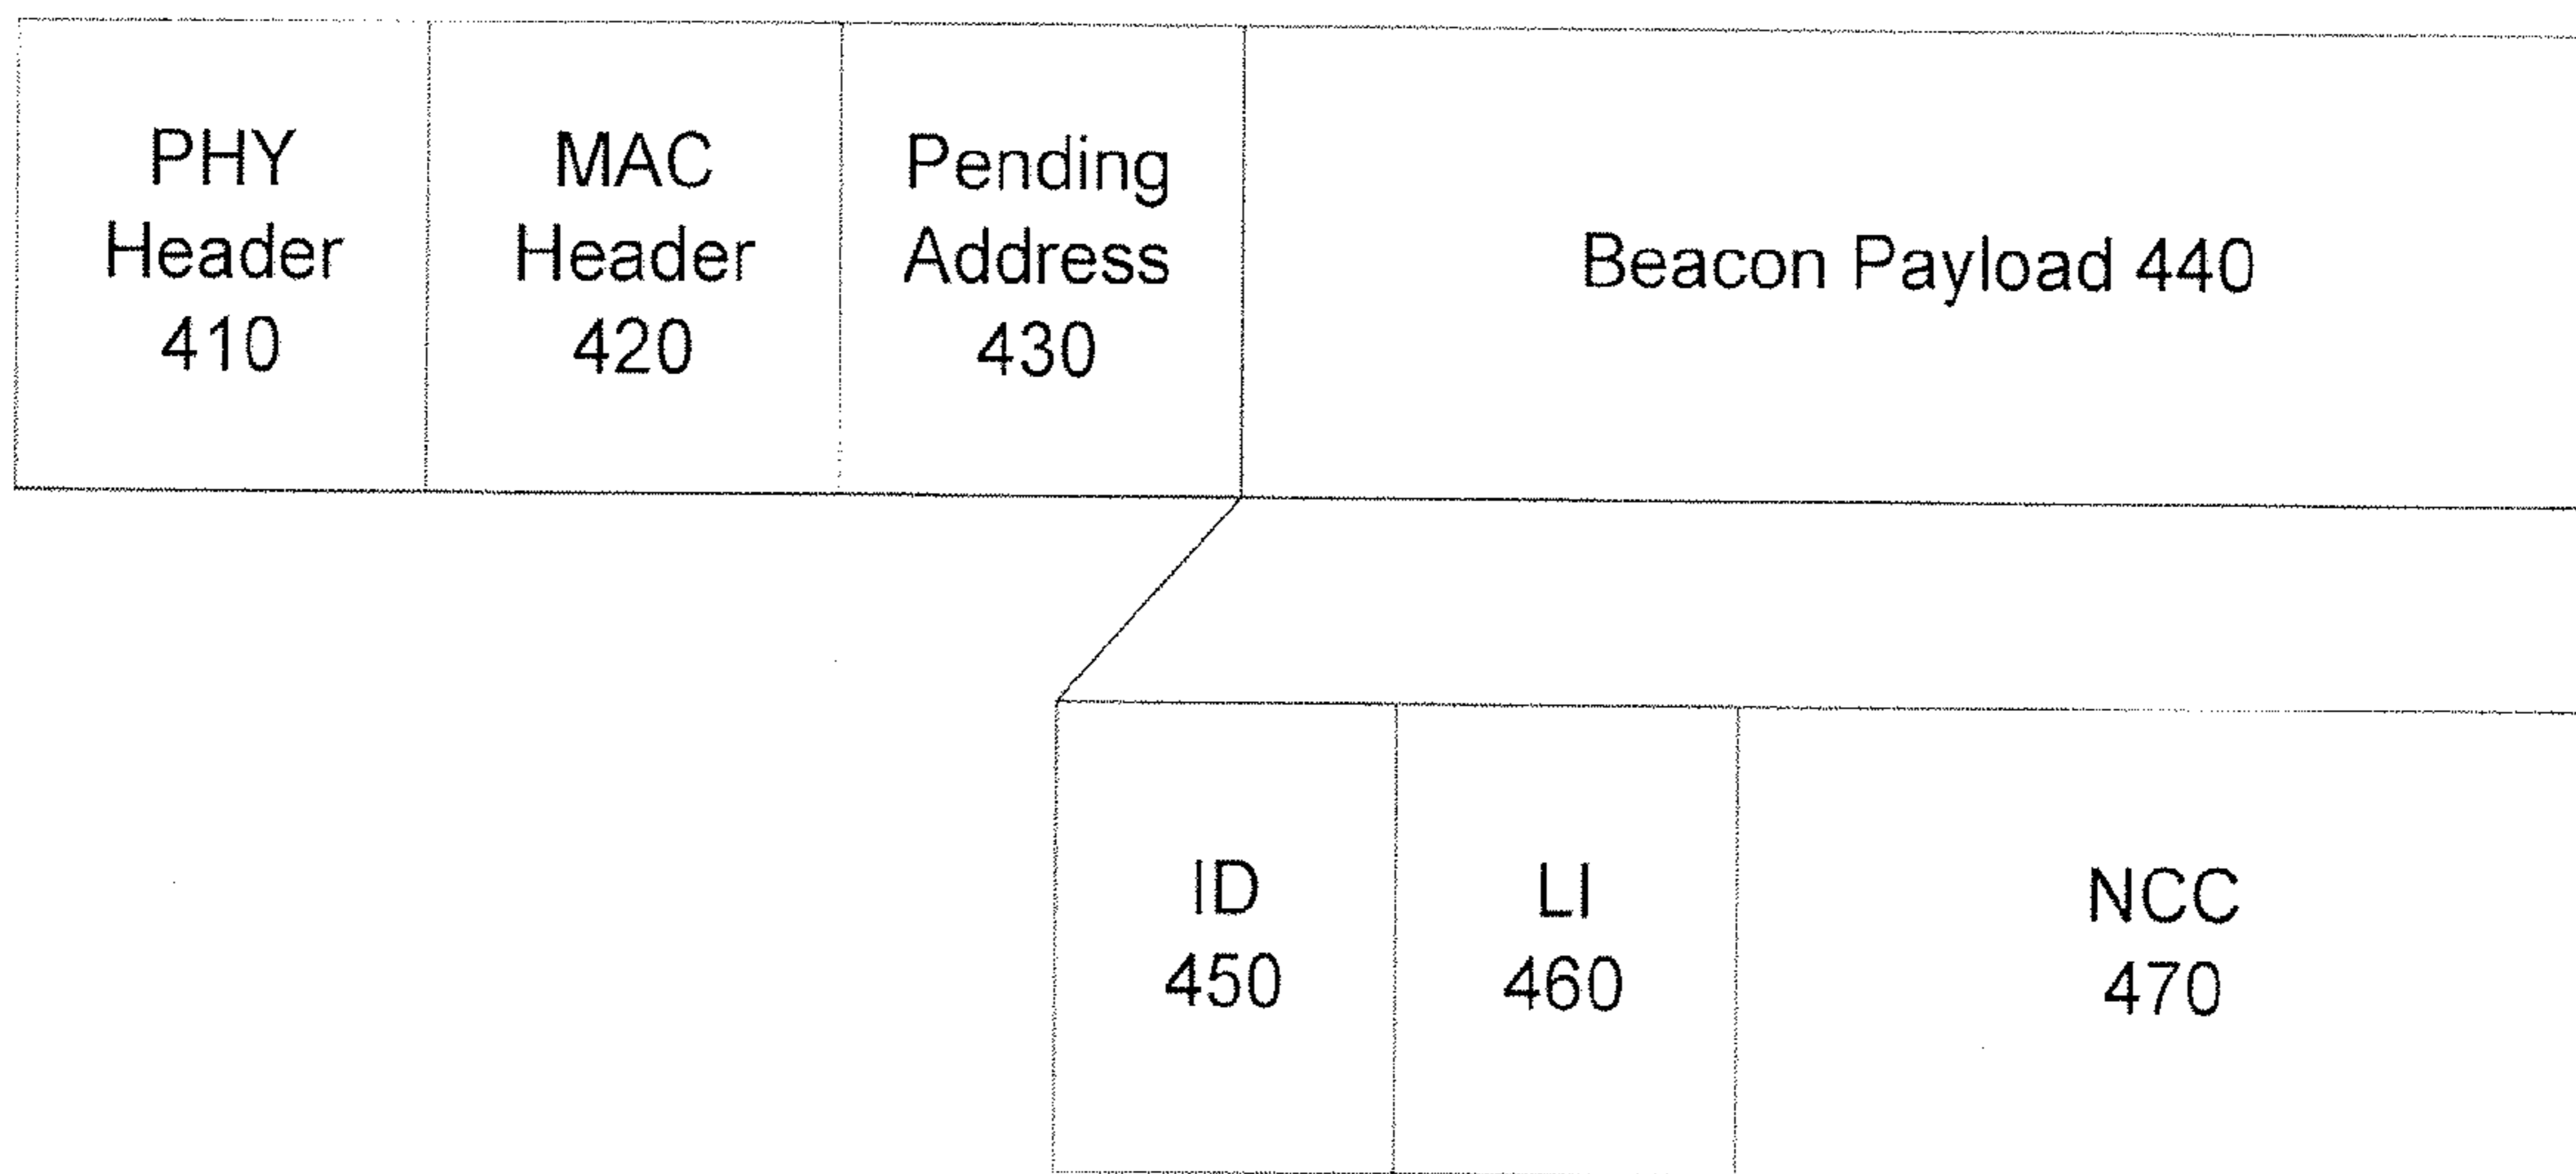 PHY
Header
410
MAC
Header
420
Pending
Address
430
Beacon Payload 440
ID
450
LI
460
NCC
470